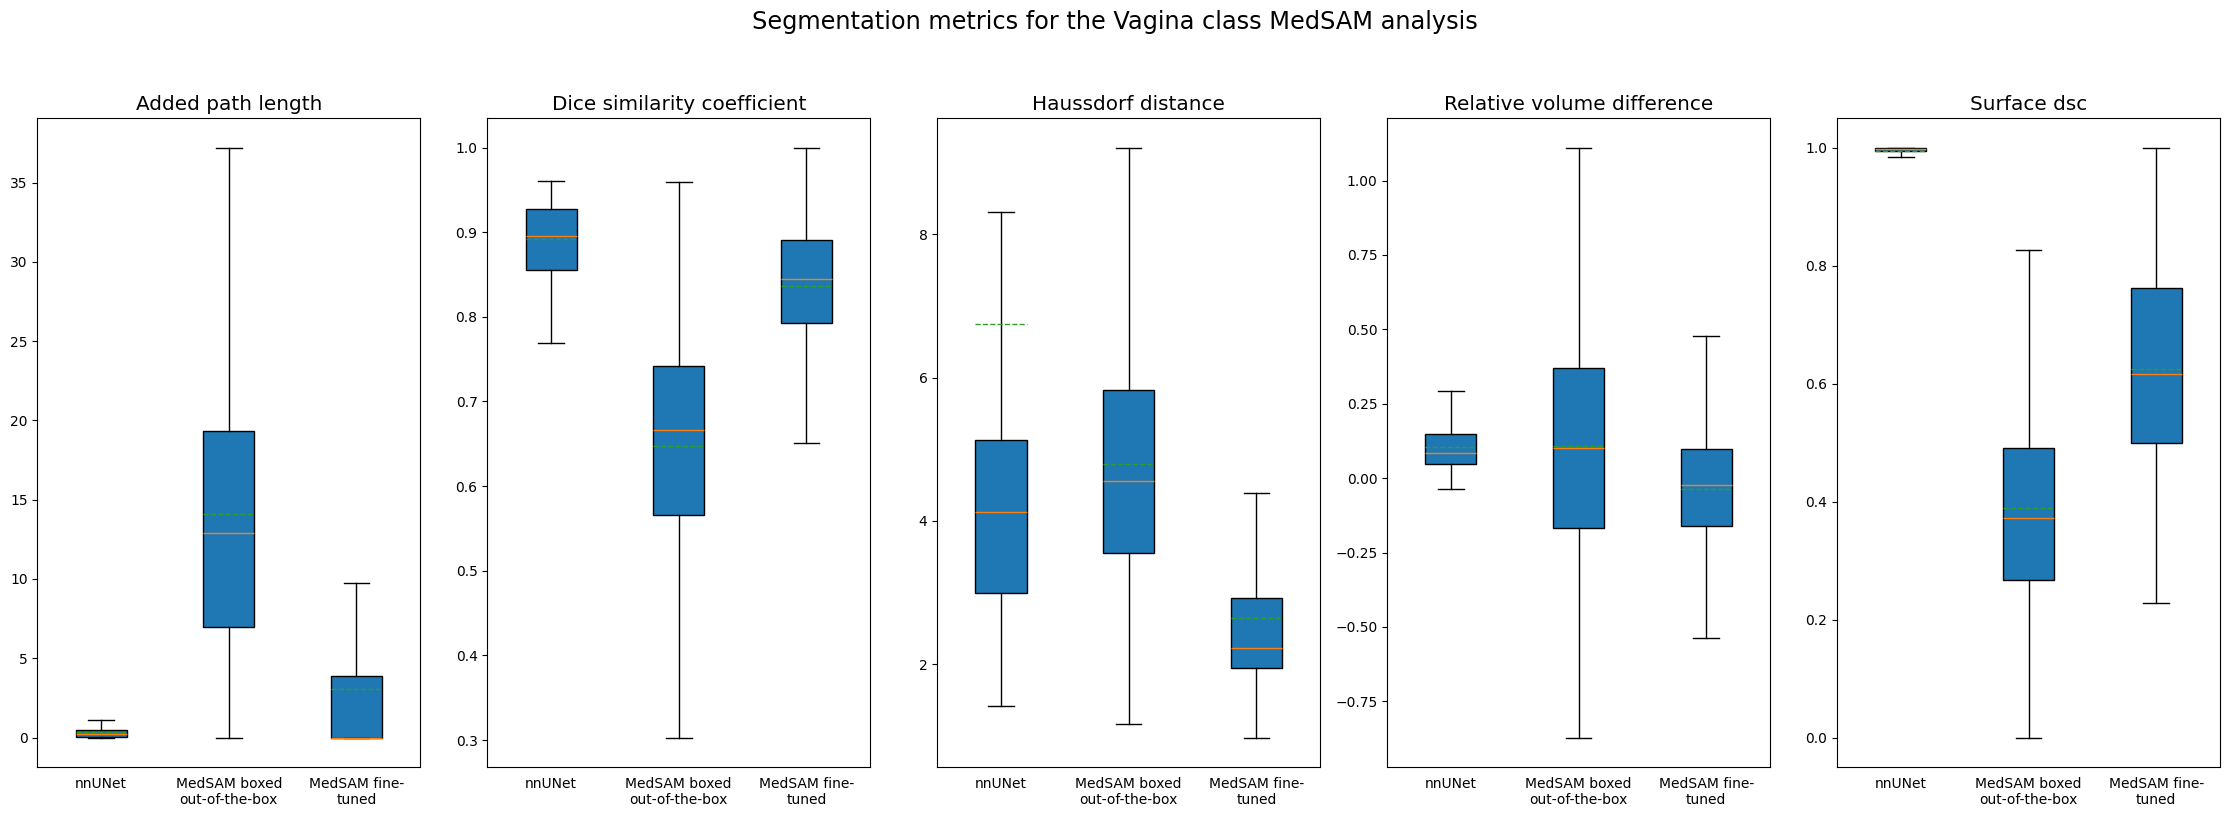 Segmentation metrics for the Vagina class MedSAM analysis
Added path length
35
30
25
20
15
10
5
0
nnUNet
MedSAM boxed
out-of-the-box
MedSAM fine-
tuned
Dice similarity coefficient
1.0
0.9
0.8
0.7
0.6
0.5
0.4
0.3
nnUNet
MedSAM boxed
out-of-the-box
MedSAM fine-
tuned
Haussdorf distance
8
6
4
2
nnUNet
MedSAM boxed
out-of-the-box
MedSAM fine-
tuned
Relative volume difference
1.00
0.75
0.50
0.25
0.00
−0.25
−0.50
−0.75
nnUNet
MedSAM boxed
out-of-the-box
MedSAM fine-
tuned
Surface dsc
1.0
0.8
0.6
0.4
0.2
0.0
nnUNet
MedSAM boxed
out-of-the-box
MedSAM fine-
tuned